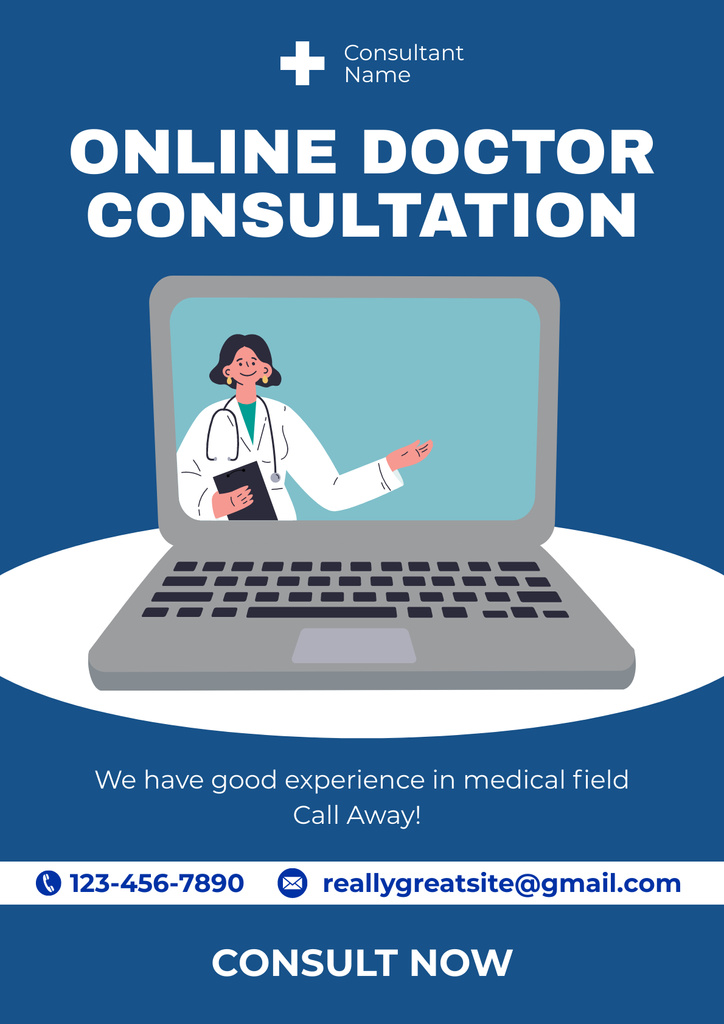 Consultant
Name
ONLINE DOCTOR
CONSULTATION
We have good experience in medical field
Call Away!
123-456-7890 reallygreatsite@gmail.com
CONSULT NOW